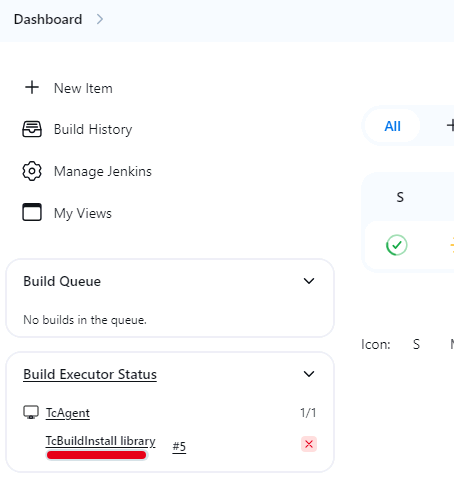 Dashboard
New Item
Build History
Manage Jenkins
My Views
All
S
Build Queue
No builds in the queue.
Icon: S
Build Executor Status
TcAgent 1/1
TcBuildInstall library #5